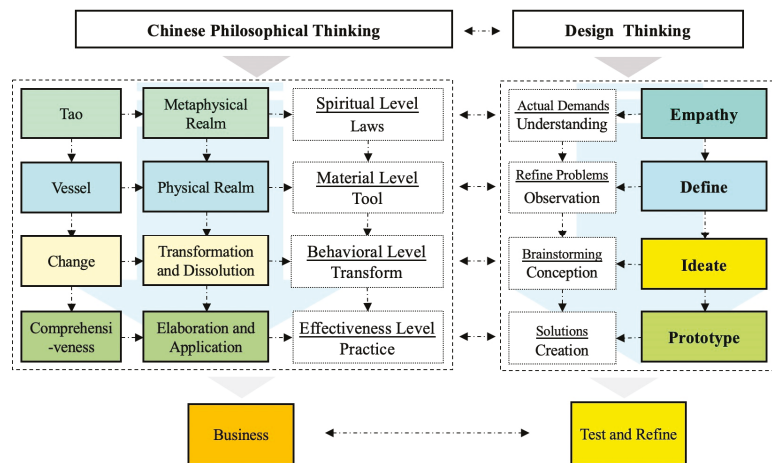 Chinese Philosophical Thinking
Design Thinking
Tao
Metaphysical
Realm
Spiritual Level
Laws
Actual Demands
Understanding
Empathy
Vessel
Physical Realm
Material Level
Tool
Refine Problems
Observation
Define
Change
Transformation
and Dissolution
Behavioral Level
Transform
Brainstorming
Conception
Ideate
Comprehensi-
-veness
Elaboration and
Application
Effectiveness Level
Practice
Solutions
Creation
Prototype
Business
Test and Refine